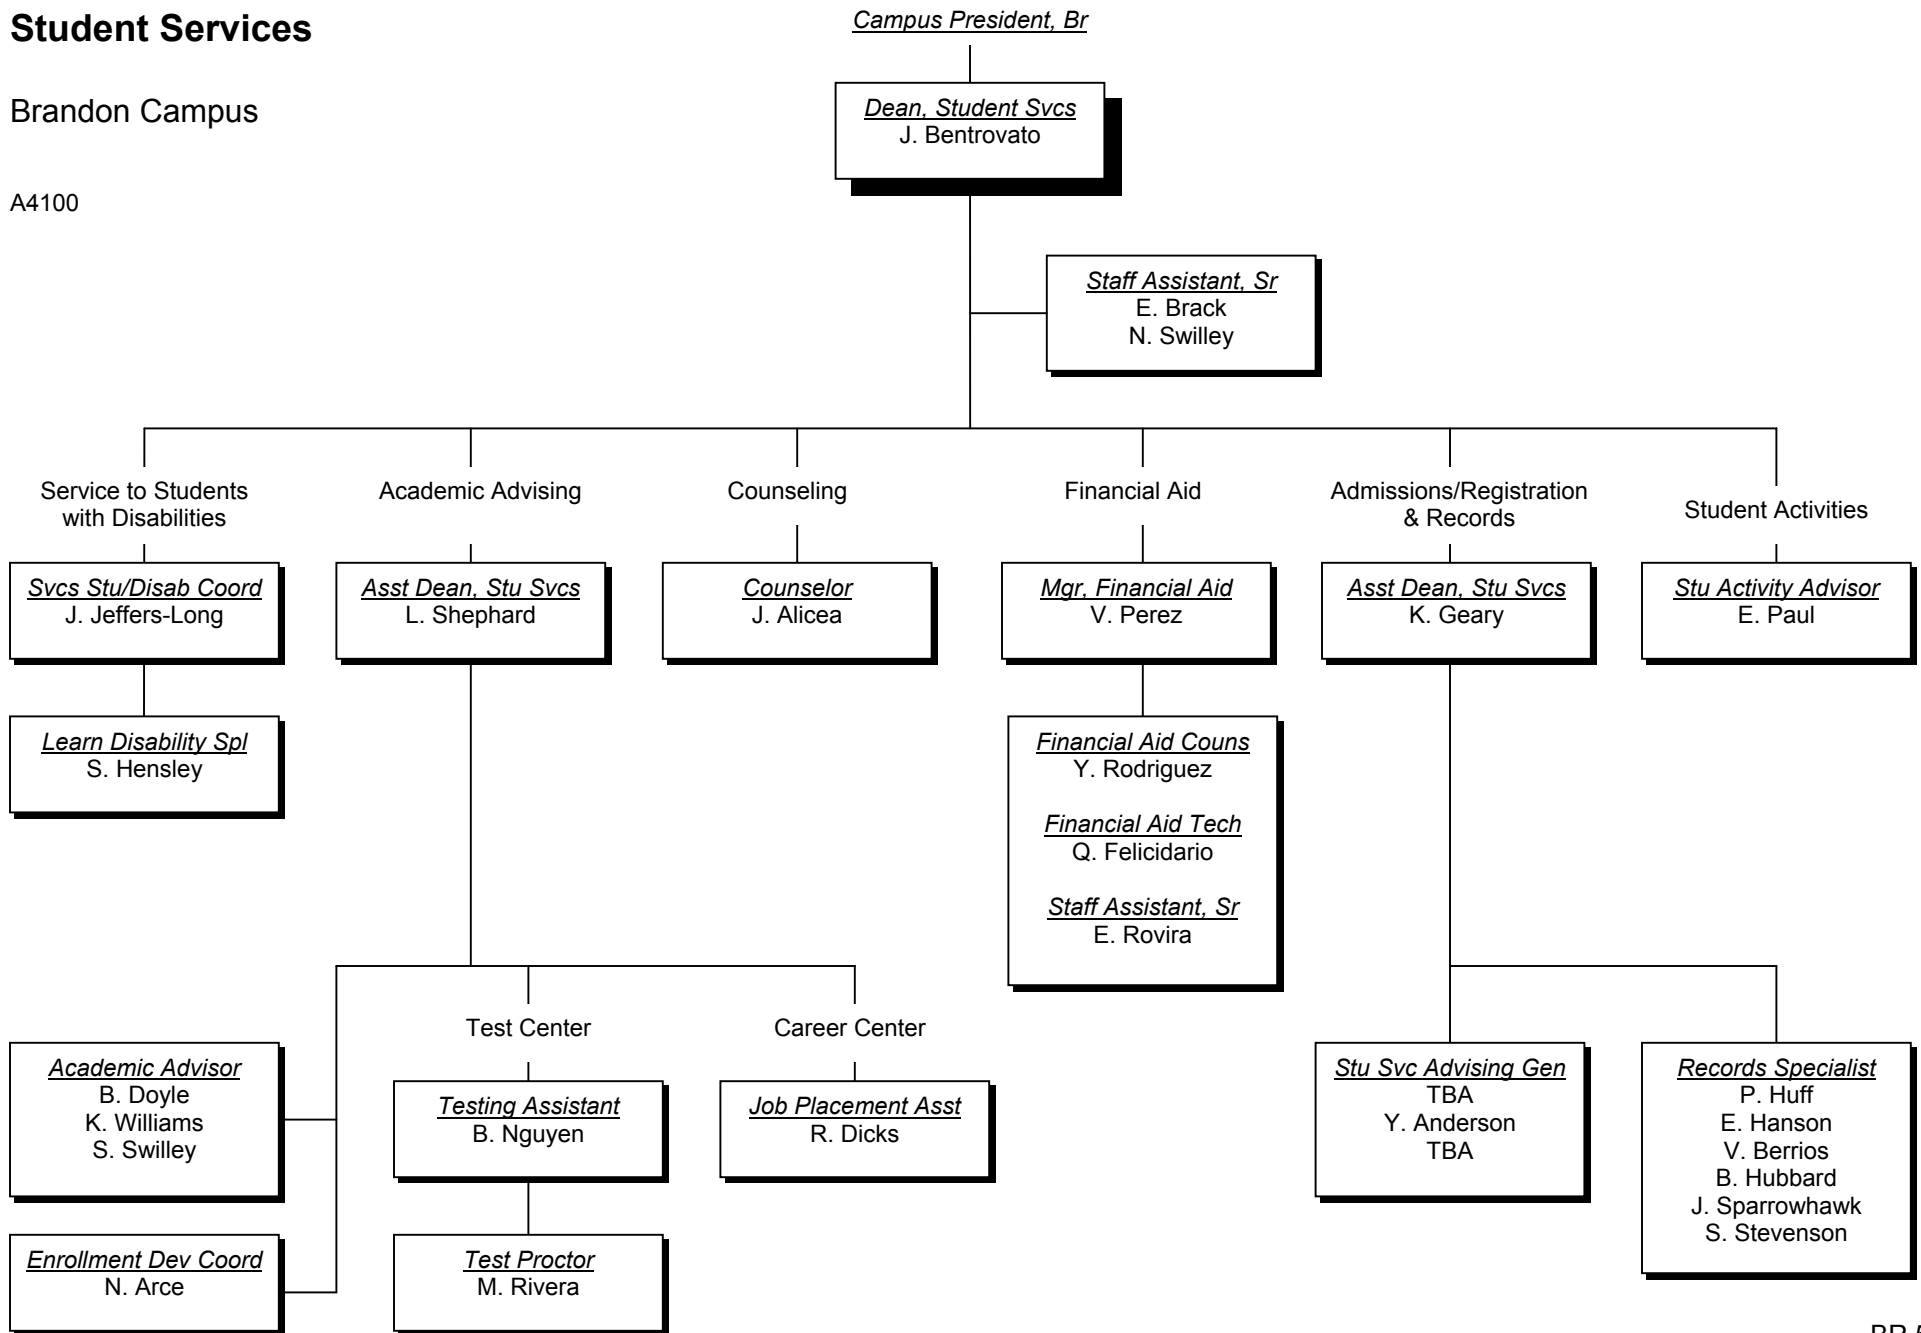 Student Services
Brandon Campus
A4100
Campus President, Br
Dean, Student Svcs
J. Bentrovato
Staff Assistant, Sr
E. Brack
N. Swilley
Service to Students
with Disabilities
Academic Advising
Counseling
Financial Aid
Admissions/Registration
& Records
Student Activities
Svcs Stu/Disab Coord
J. Jeffers-Long
Asst Dean, Stu Svcs
L. Shephard
Counselor
J. Alicea
Mgr, Financial Aid
V. Perez
Asst Dean, Stu Svcs
K. Geary
Stu Activity Advisor
E. Paul
Learn Disability Spl
S. Hensley
Financial Aid Couns
Y. Rodriguez
Financial Aid Tech
Q. Felicidario
Staff Assistant, Sr
E. Rovira
Test Center
Career Center
Academic Advisor
B. Doyle
K. Williams
S. Swilley
Testing Assistant
B. Nguyen
Job Placement Asst
R. Dicks
Stu Svc Advising Gen
TBA
Y. Anderson
TBA
Records Specialist
P. Huff
E. Hanson
V. Berrios
B. Hubbard
J. Sparrowhawk
S. Stevenson
Enrollment Dev Coord
N. Arce
Test Proctor
M. Rivera